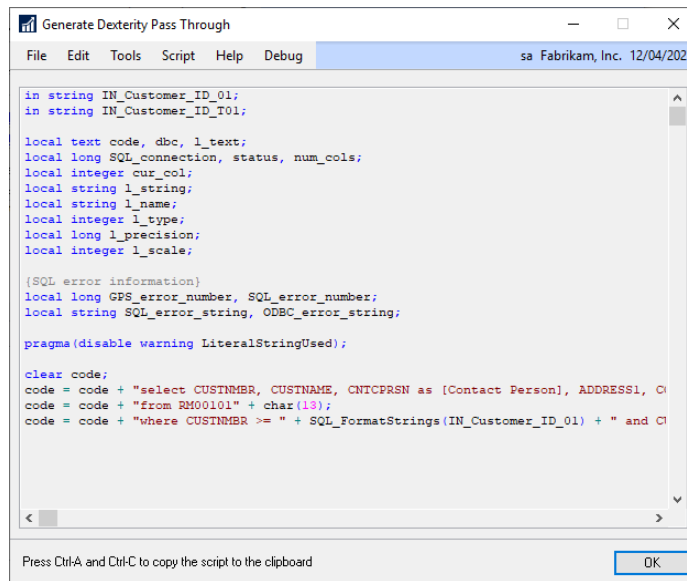 Generate Dexterity Pass Through
File Edit Tools Script Help Debug sa Fabrikam, Inc. 12/04/202
in string IN_Customer_ID_01;
in string IN_Customer_ID_T01;
local text code, dbc, l_text;
local long SQL_connection, status, num_cols;
local integer cur_col;
local string l_string;
local string l_name;
local integer l_type;
local long l_precision;
local integer l_scale;
{SQL error information}
local long GPS_error_number, SQL_error_number;
local string SQL_error_string, ODBC_error_string;
pragma(disable warning LiteralStringUsed);
clear code;
code = code + "select CUSTNMBR, CUSTNAME, CNTCPRSN as [Contact Person], ADDRESS1, 
code = code + "from RM00101" + char(13);
code = code + "where CUSTNMBR >= " + SQL_FormatStrings(IN_Customer_ID_01) + " and 
Press Ctrl-A and Ctrl-C to copy the script to the clipboard
OK